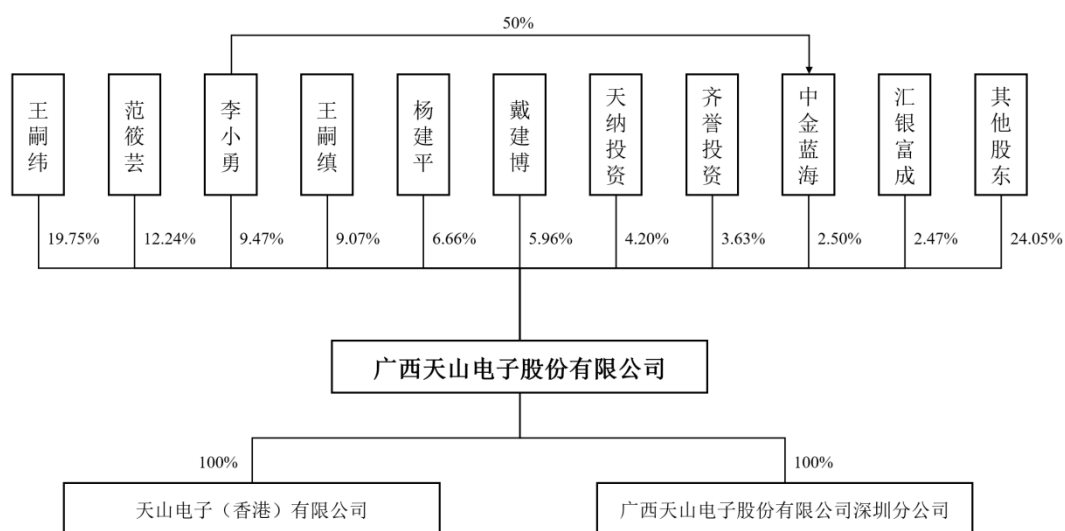 50%
王嗣纬
范筱芸
李小勇
王嗣缜
杨建平
戴建博
天纳投资
齐誉投资
中金蓝海
汇银富成
其他股东
19.75%
12.24%
9.47%
9.07%
6.66%
5.96%
4.20%
3.63%
2.50%
2.47%
24.05%
广西天山电子股份有限公司
100%
100%
天山电子（香港）有限公司
广西天山电子股份有限公司深圳分公司